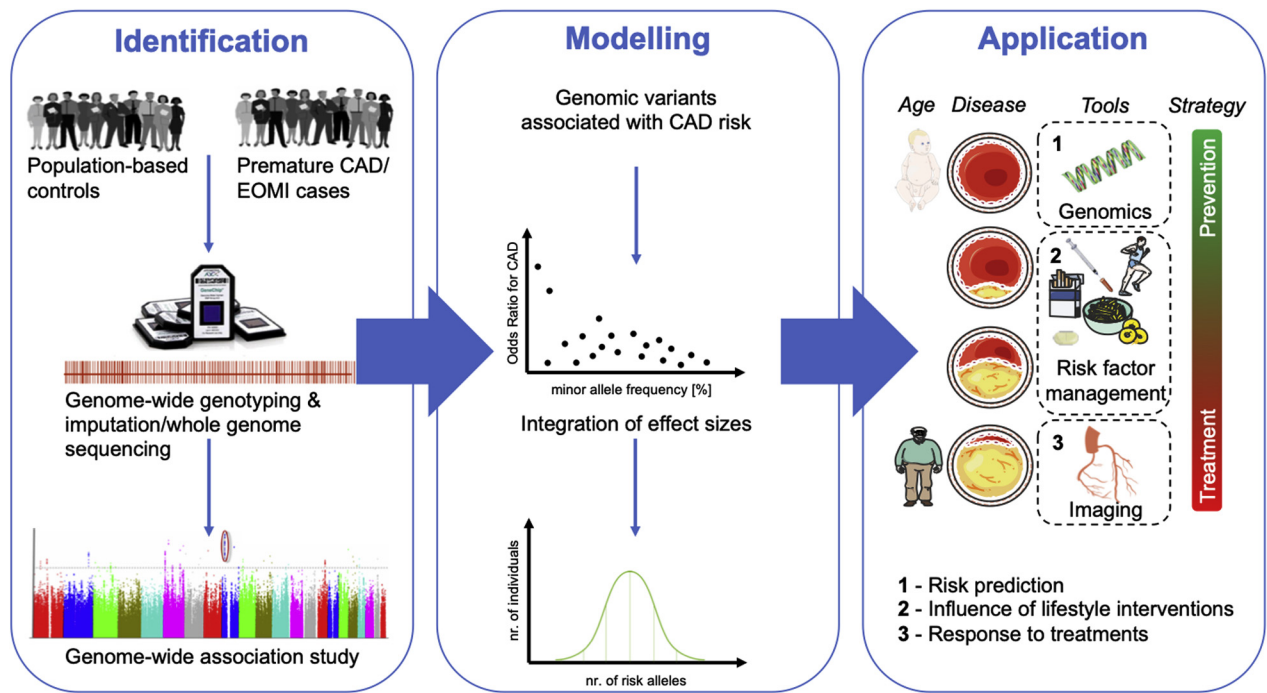 Identification
Population-based
controls
Premature CAD/
EOMI cases
GeneChip
Genome-wide genotyping &
imputation/whole genome
sequencing
Genome-wide association study
Modelling
Genomic variants
associated with CAD risk
Odds Ratio for CAD
minor allele frequency [%]
Integration of effect sizes
nr. of individuals
nr. of risk alleles
Application
Age
Disease
Tools
Strategy
1
Genomics
2
Risk factor
management
3
Imaging
Prevention
Treatment
1 - Risk prediction
2 - Influence of lifestyle interventions
3 - Response to treatments